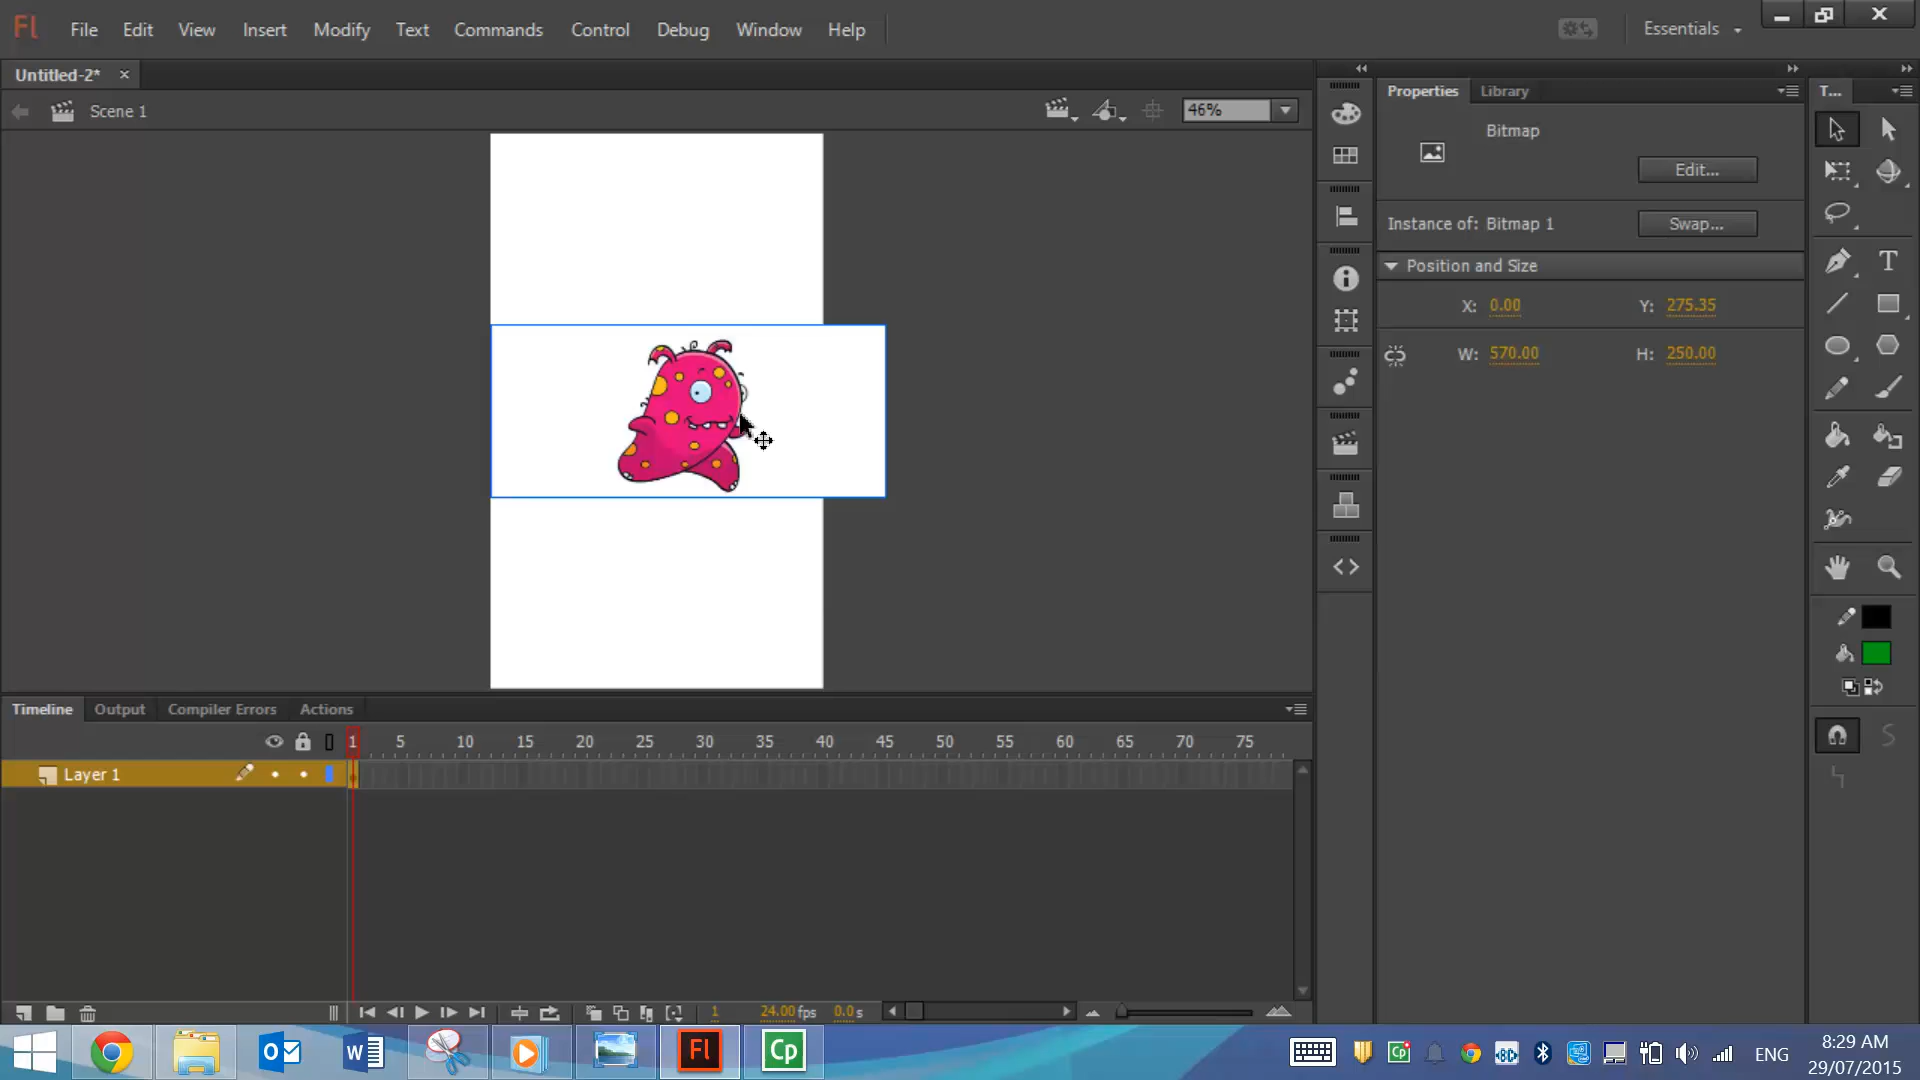 Fl File Edit View Insert Modify Text Commands Control Debug Window Help Essentials
Untitled-2* ×
Scene 1 46%
Properties Library T...
Bitmap
Edit...
Instance of: Bitmap 1 Swap...
Position and Size
X: 0.00 Y: 275.35
W: 570.00 H: 250.00
T
Timeline Output Compiler Errors Actions
1 5 10 15 20 25 30 35 40 45 50 55 60 65 70 75
Layer 1
1 24.00 fps 0.0 s
Fl Cp ENG
8:29 AM
29/07/2015